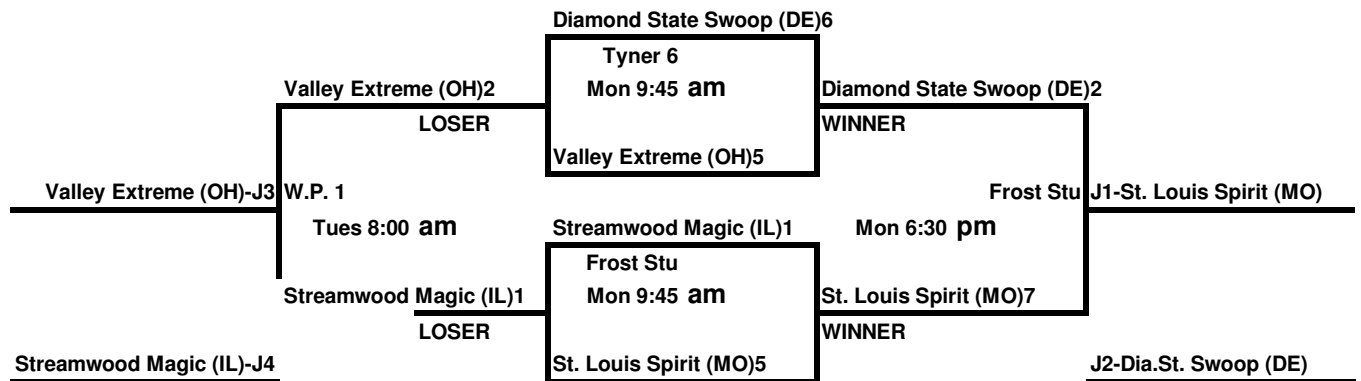 Diamond State Swoop (DE)6
Tyner 6
Valley Extreme (OH)2 Mon 9:45 am Diamond State Swoop (DE)2
LOSER WINNER
Valley Extreme (OH)5
Valley Extreme (OH)-J3 W.P. 1 Frost Stu J1-St. Louis Spirit (MO)
Tues 8:00 am Streamwood Magic (IL)1 Mon 6:30 pm
Frost Stu
Streamwood Magic (IL)1 Mon 9:45 am St. Louis Spirit (MO)7
LOSER WINNER
Streamwood Magic (IL)-J4 St. Louis Spirit (MO)5 J2-Dia.St. Swoop (DE)